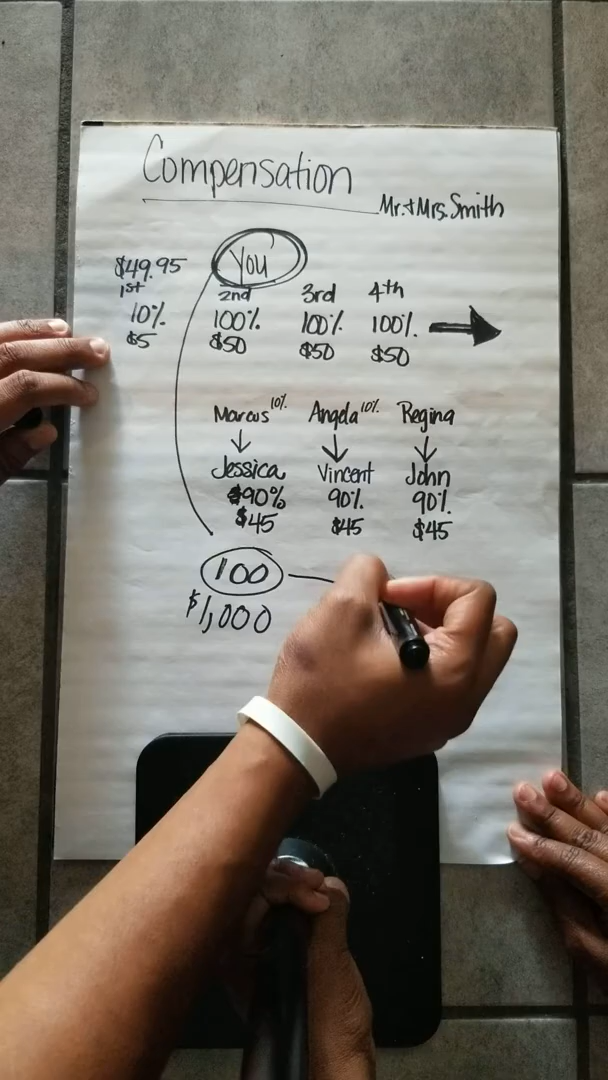 Compensation
Mr. + Mrs. Smith
$49.95 You
1st 2nd 3rd 4th
10% 100% 100% 100%
$5 $50 $50 $50
Marcus 10% Angela 10% Regina
Jessica Vincent John
$90% 90% 90%
$45 $45 $45
100
$1,000